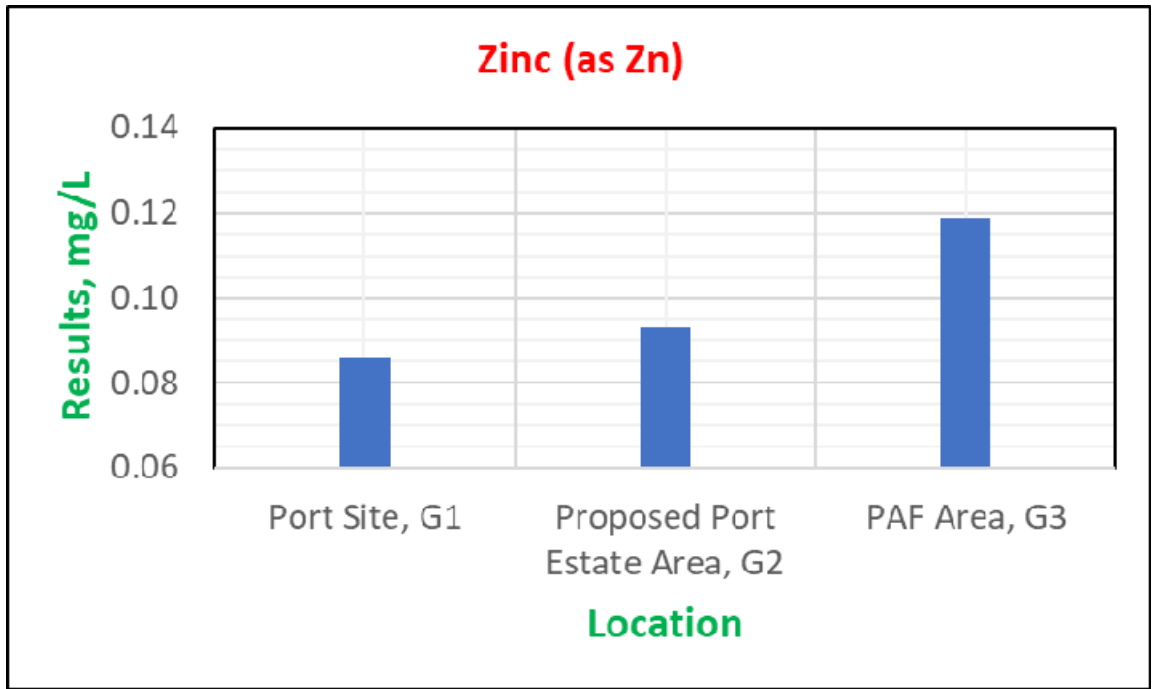 Zinc (as Zn)
Results, mg/L
0.14
0.12
0.10
0.08
0.06
Port Site, G1
Proposed Port
Estate Area, G2
PAF Area, G3
Location